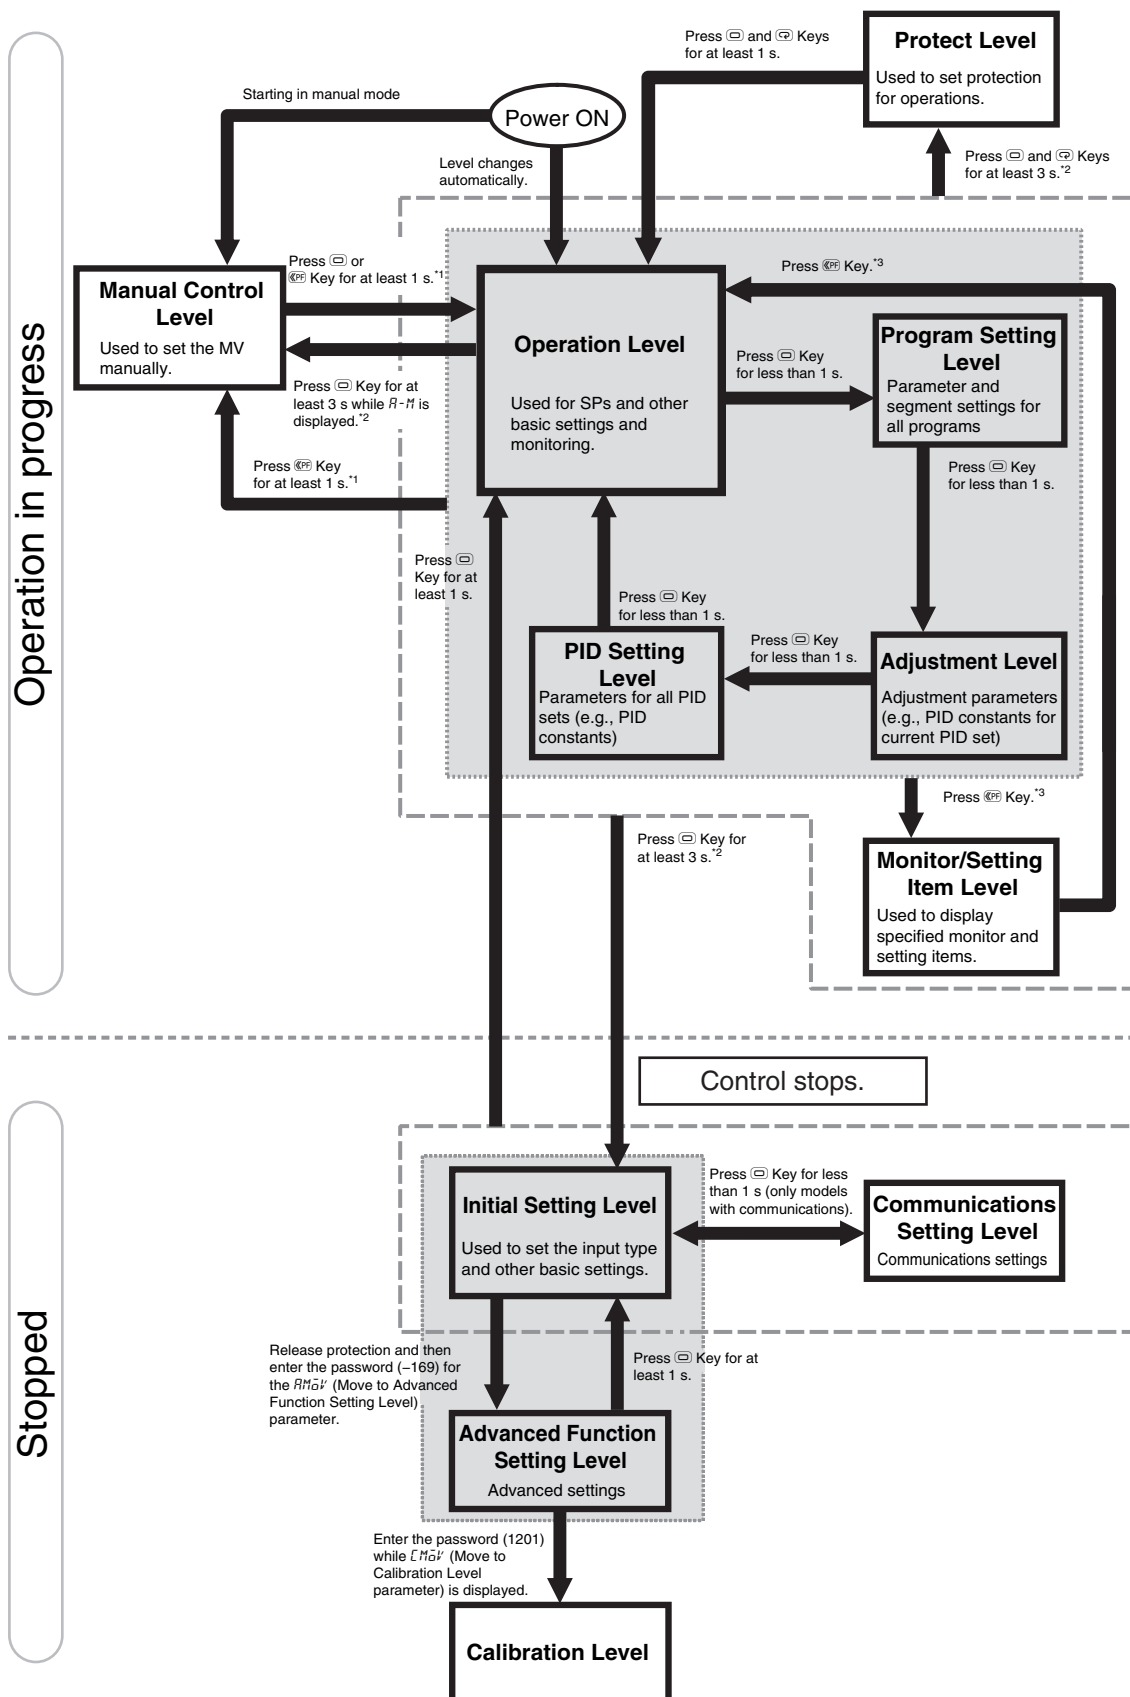 Operation in progress
Press and Keys
for at least 1 s.
Protect Level
Used to set protection
for operations.
Starting in manual mode
Power ON
Level changes
automatically.
Press and Keys
for at least 3 s.*2
Press or
PF Key for at least 1 s.*1
Manual Control
Level
Used to set the MV
manually.
Press Key for at
least 3 s while A-M is
displayed.*2
Press PF Key
for at least 1 s.*1
Operation Level
Used for SPs and other
basic settings and
monitoring.
Press PF Key.*3
Press Key
for less than 1 s.
Program Setting
Level
Parameter and
segment settings for
all programs
Press Key
for less than 1 s.
Press
Key for at
least 1 s.
Press Key
for less than 1 s.
PID Setting
Level
Parameters for all PID
sets (e.g., PID
constants)
Press Key
for less than 1 s.
Adjustment Level
Adjustment parameters
(e.g., PID constants for
current PID set)
Press PF Key.*3
Press Key for
at least 3 s.*2
Monitor/Setting
Item Level
Used to display
specified monitor and
setting items.
Stopped
Control stops.
Initial Setting Level
Used to set the input type
and other basic settings.
Press Key for less
than 1 s (only models
with communications).
Communications
Setting Level
Communications settings
Release protection and then
enter the password (–169) for
the AMOV (Move to Advanced
Function Setting Level)
parameter.
Press Key for at
least 1 s.
Advanced Function
Setting Level
Advanced settings
Enter the password (1201)
while CMOV (Move to
Calibration Level
parameter) is displayed.
Calibration Level